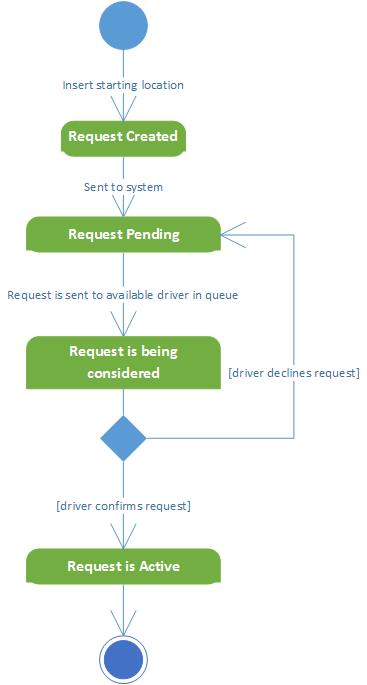 Insert starting location
Request Created
Sent to system
Request Pending
Request is sent to available driver in queue
Request is being
considered
[driver declines request]
[driver confirms request]
Request is Active